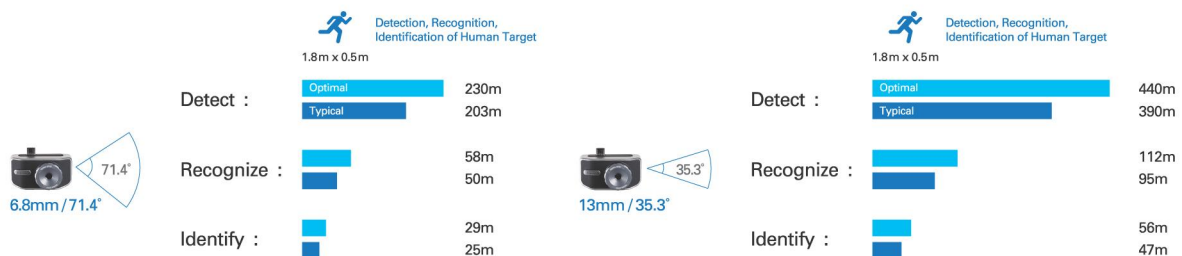 Detection, Recognition,
Identification of Human Target
1.8m x 0.5m
Detect :
Optimal
230m
Typical
203m
71.4°
6.8mm / 71.4°
Recognize :
58m
50m
Identify :
29m
25m
Detection, Recognition,
Identification of Human Target
1.8m x 0.5m
Detect :
Optimal
440m
Typical
390m
35.3°
13mm / 35.3°
Recognize :
112m
95m
Identify :
56m
47m